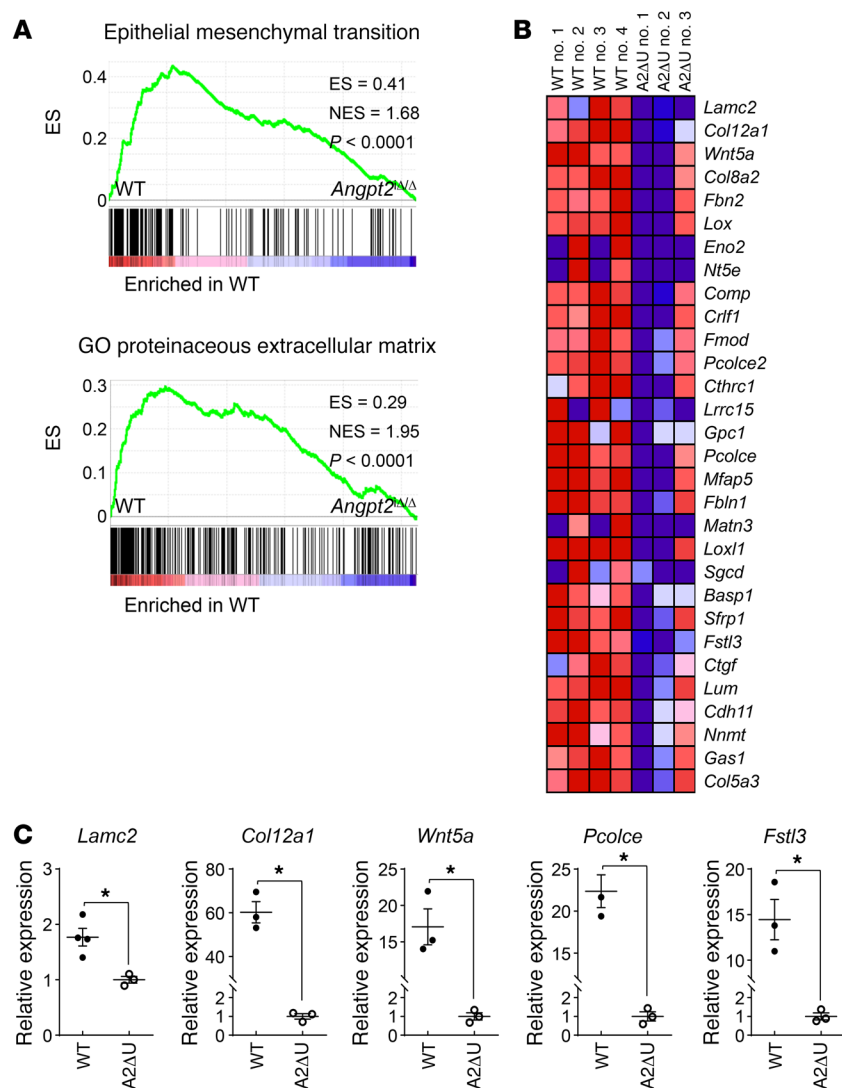 A
Epithelial mesenchymal transition
ES
0.4
0.2
0
ES = 0.41
NES = 1.68
P < 0.0001
WT
Angpt2iΔ/Δ
Enriched in WT
GO proteinaceous extracellular matrix
ES
0.3
0.2
0.1
0
ES = 0.29
NES = 1.95
P < 0.0001
WT
Angpt2iΔ/Δ
Enriched in WT
B
WT no. 1
WT no. 2
WT no. 3
WT no. 4
A2ΔU no. 1
A2ΔU no. 2
A2ΔU no. 3
Lamc2
Col12a1
Wnt5a
Col8a2
Fbn2
Lox
Eno2
Nt5e
Comp
Crlf1
Fmod
Pcolce2
Cthrc1
Lrrc15
Gpc1
Pcolce
Mfap5
Fbln1
Matn3
Loxl1
Sgcd
Basp1
Sfrp1
Fstl3
Ctgf
Lum
Cdh11
Nnmt
Gas1
Col5a3
C
Lamc2
Relative expression
3
2
1
0
*
WT
A2ΔU
Col12a1
Relative expression
80
60
40
2
1
0
*
WT
A2ΔU
Wnt5a
Relative expression
25
20
15
2
1
0
*
WT
A2ΔU
Pcolce
Relative expression
25
20
15
2
1
0
*
WT
A2ΔU
Fstl3
Relative expression
20
15
10
2
1
0
*
WT
A2ΔU